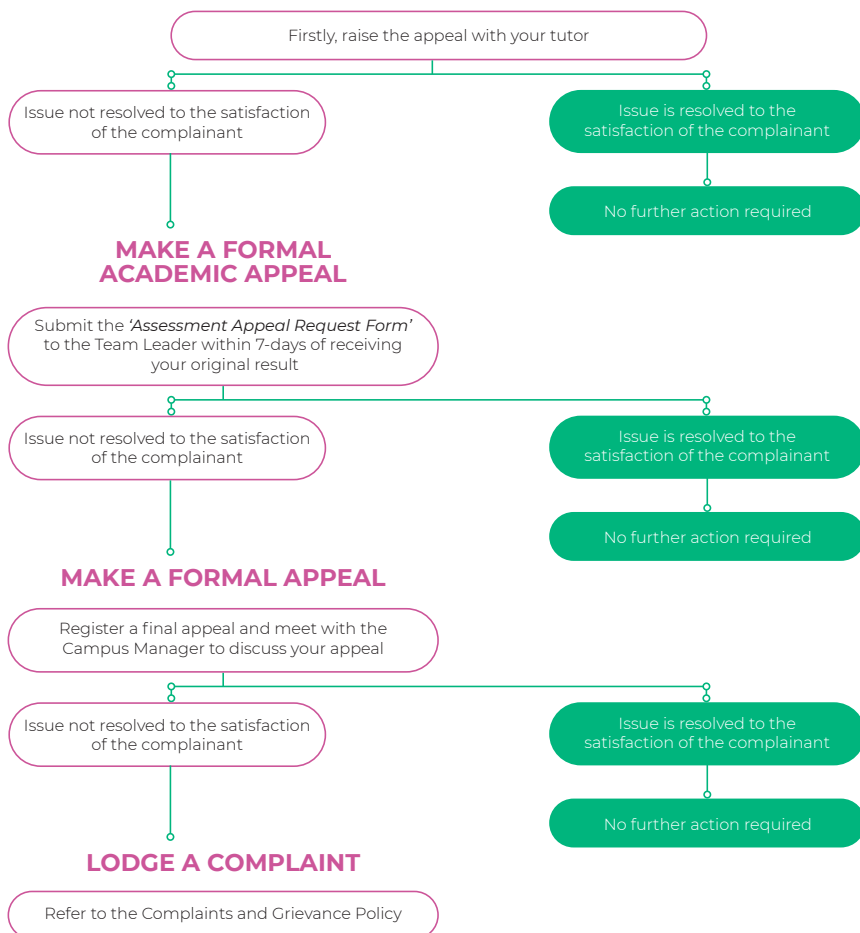 Firstly, raise the appeal with your tutor
Issue not resolved to the satisfaction
of the complainant
Issue is resolved to the
satisfaction of the complainant
No further action required
MAKE A FORMAL
ACADEMIC APPEAL
Submit the ‘Assessment Appeal Request Form’
to the Team Leader within 7-days of receiving
your original result
Issue not resolved to the satisfaction
of the complainant
Issue is resolved to the
satisfaction of the complainant
No further action required
MAKE A FORMAL APPEAL
Register a final appeal and meet with the
Campus Manager to discuss your appeal
Issue not resolved to the satisfaction
of the complainant
Issue is resolved to the
satisfaction of the complainant
No further action required
LODGE A COMPLAINT
Refer to the Complaints and Grievance Policy